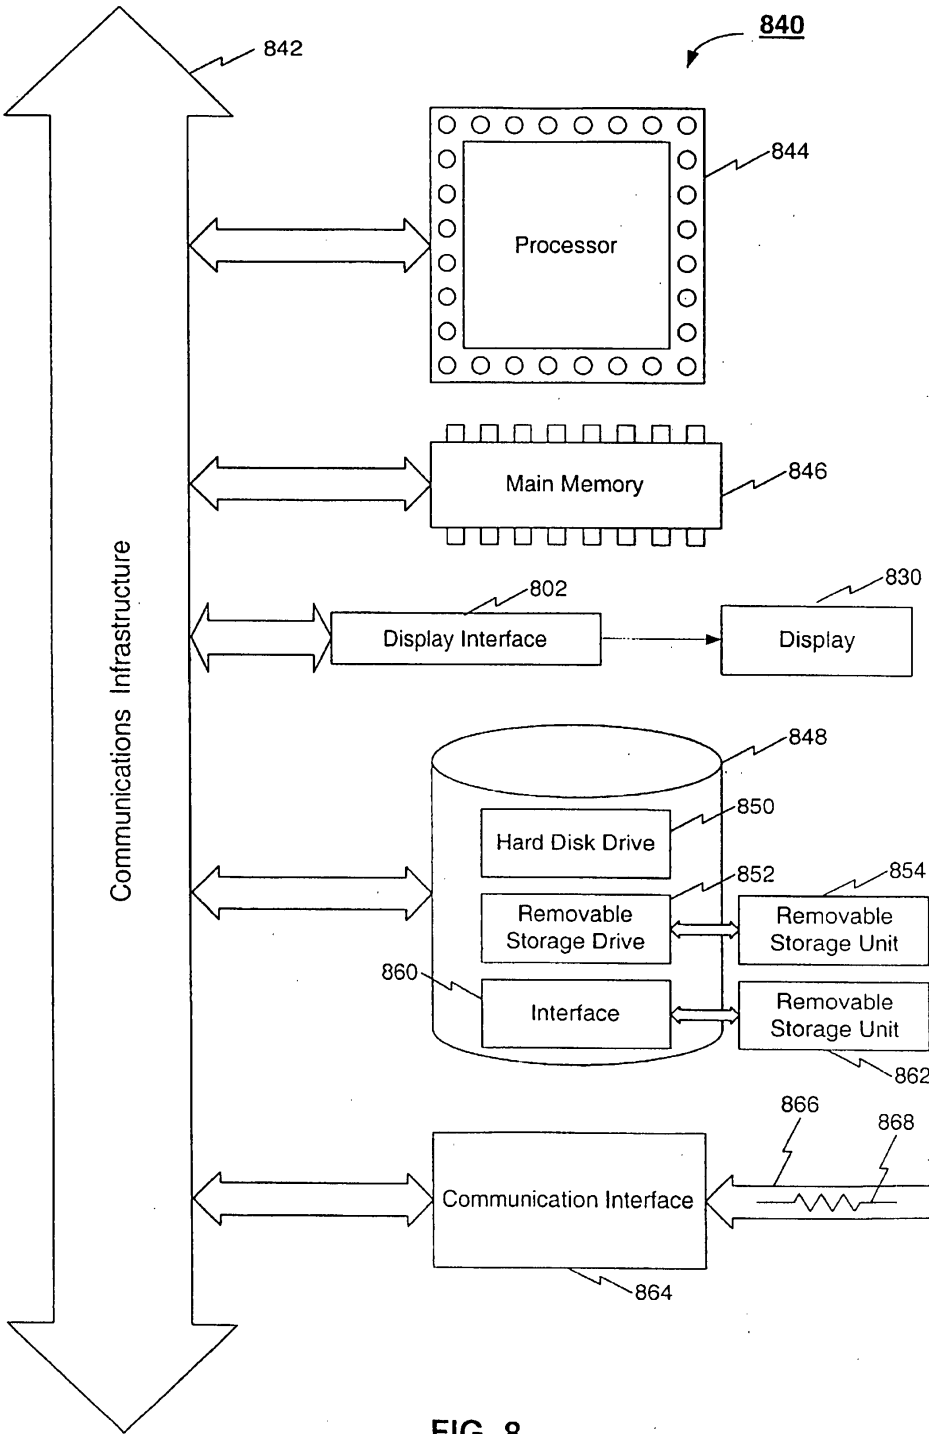 840
842
844
Processor
Main Memory
846
802
Display Interface
830
Display
Communications Infrastructure
848
850
Hard Disk Drive
852
Removable
Storage Drive
854
Removable
Storage Unit
860
Interface
Removable
Storage Unit
862
866
868
Communication Interface
864
FIG. 8